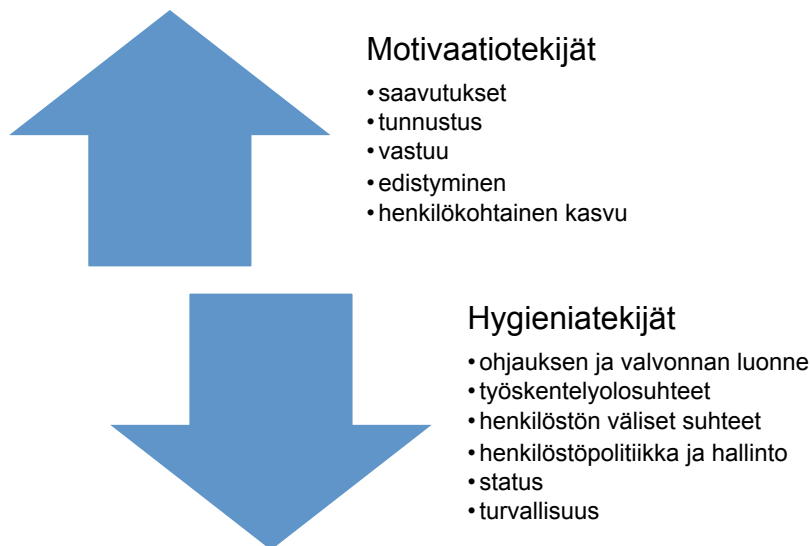 Motivaatiotekijät
• saavutukset
• tunnustus
• vastuu
• edistyminen
• henkilökohtainen kasvu
Hygieniatekijät
• ohjauksen ja valvonnan luonne
• työskentelyolosuhteet
• henkilöstön väliset suhteet
• henkilöstöpolitiikka ja hallinto
• status
• turvallisuus